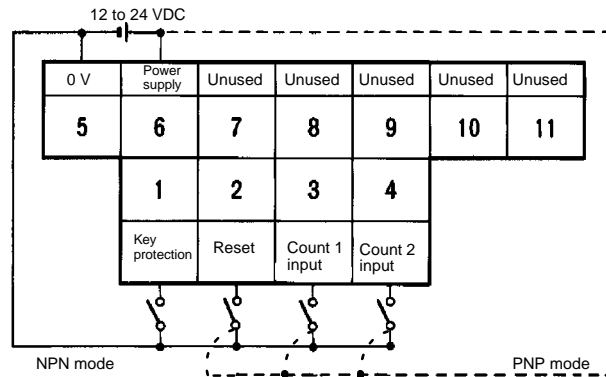 12 to 24 VDC
0 V
Power supply
Unused
Unused
Unused
Unused
Unused
5
6
7
8
9
10
11
1
2
3
4
Key protection
Reset
Count 1 input
Count 2 input
NPN mode
PNP mode